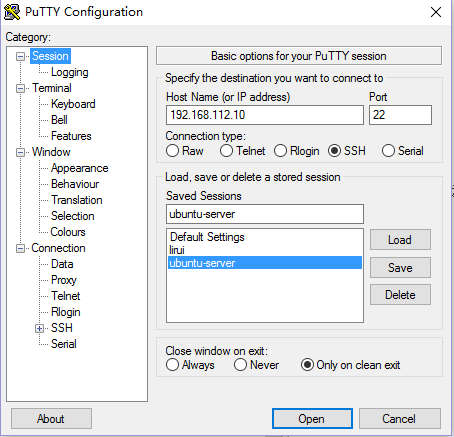 PuTTY Configuration
Category:
Session
Logging
Terminal
Keyboard
Bell
Features
Window
Appearance
Behaviour
Translation
Selection
Colours
Connection
Data
Proxy
Telnet
Rlogin
SSH
Serial
Basic options for your PuTTY session
Specify the destination you want to connect to
Host Name (or IP address) Port
192.168.112.10 22
Connection type:
Raw Telnet Rlogin SSH Serial
Load, save or delete a stored session
Saved Sessions
ubuntu-server
Default Settings
lirui
ubuntu-server
Load
Save
Delete
Close window on exit:
Always Never Only on clean exit
About Open Cancel